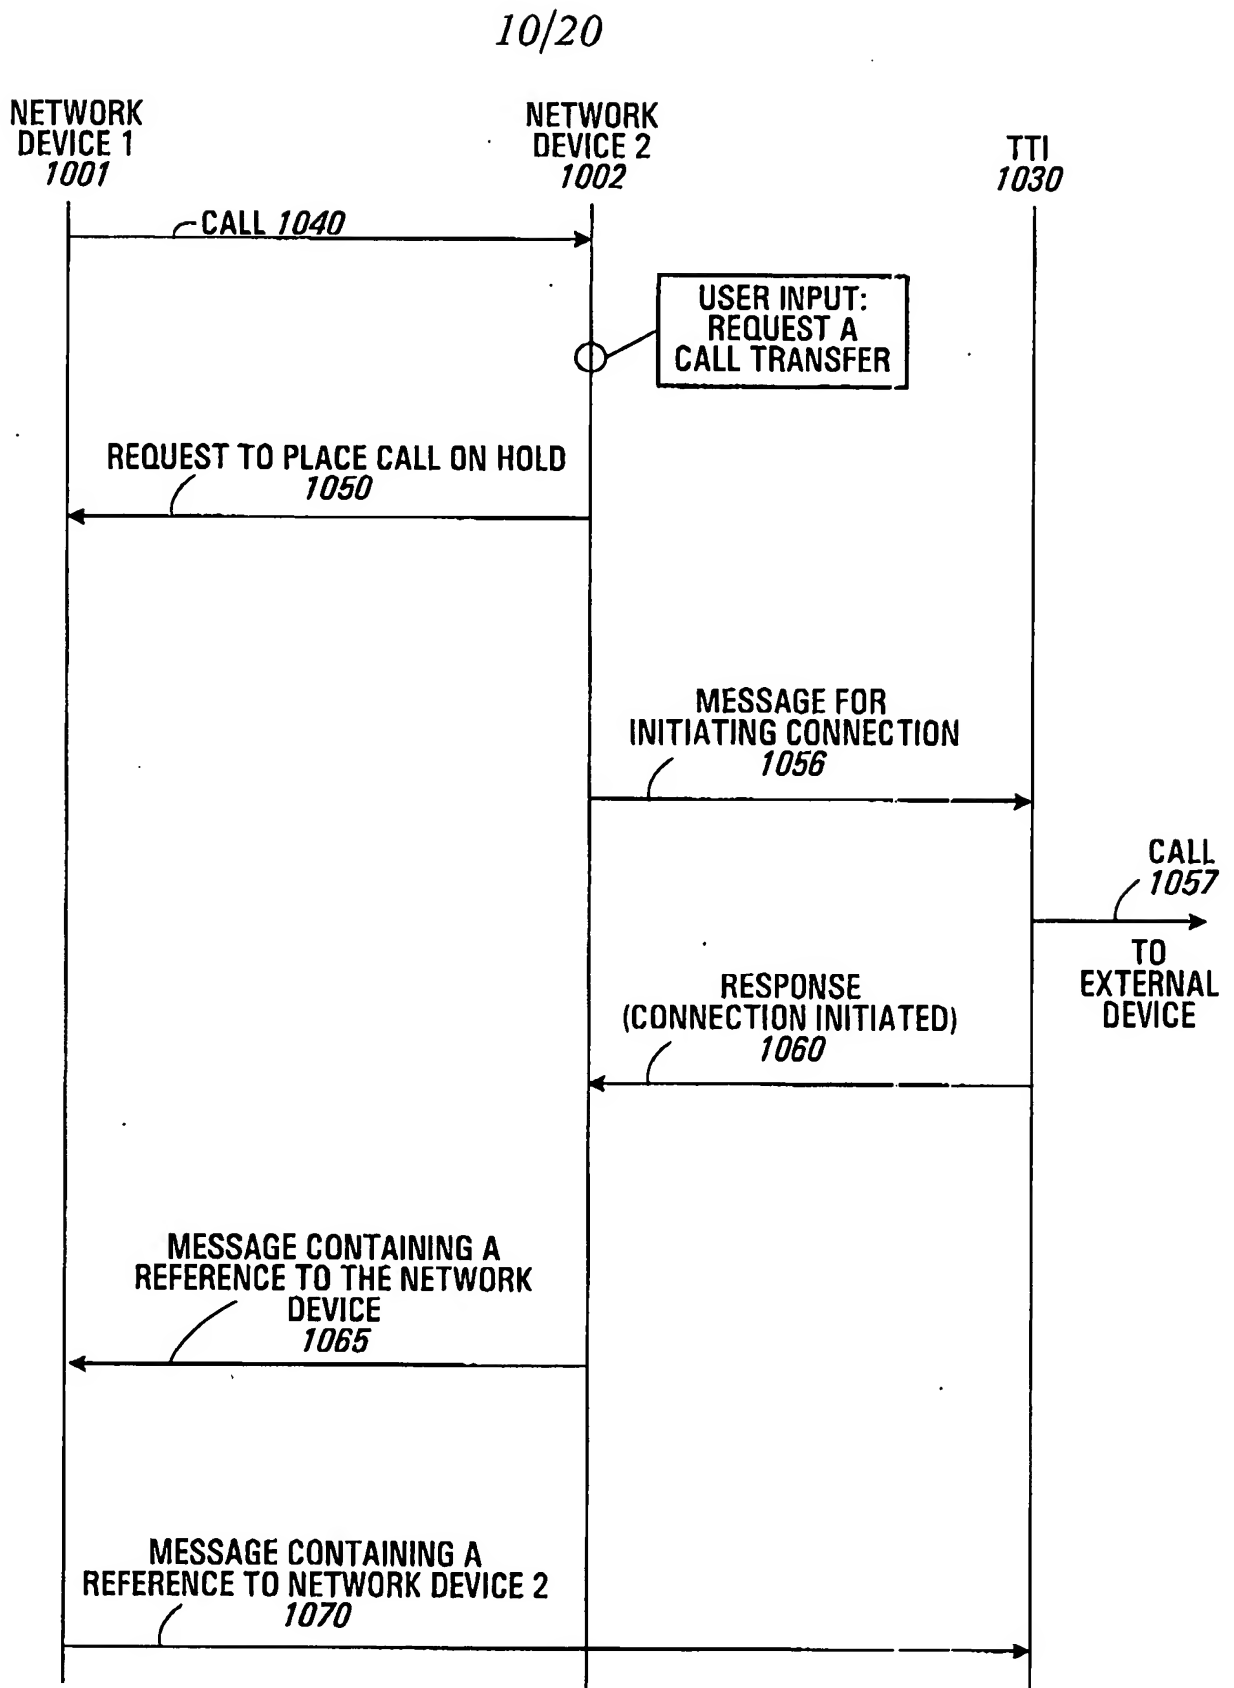 10/20
NETWORK
DEVICE 1
1001
NETWORK
DEVICE 2
1002
TTI
1030
CALL 1040
USER INPUT:
REQUEST A
CALL TRANSFER
REQUEST TO PLACE CALL ON HOLD
1050
MESSAGE FOR
INITIATING CONNECTION
1056
CALL
1057
TO
EXTERNAL
DEVICE
RESPONSE
(CONNECTION INITIATED)
1060
MESSAGE CONTAINING A
REFERENCE TO THE NETWORK
DEVICE
1065
MESSAGE CONTAINING A
REFERENCE TO NETWORK DEVICE 2
1070